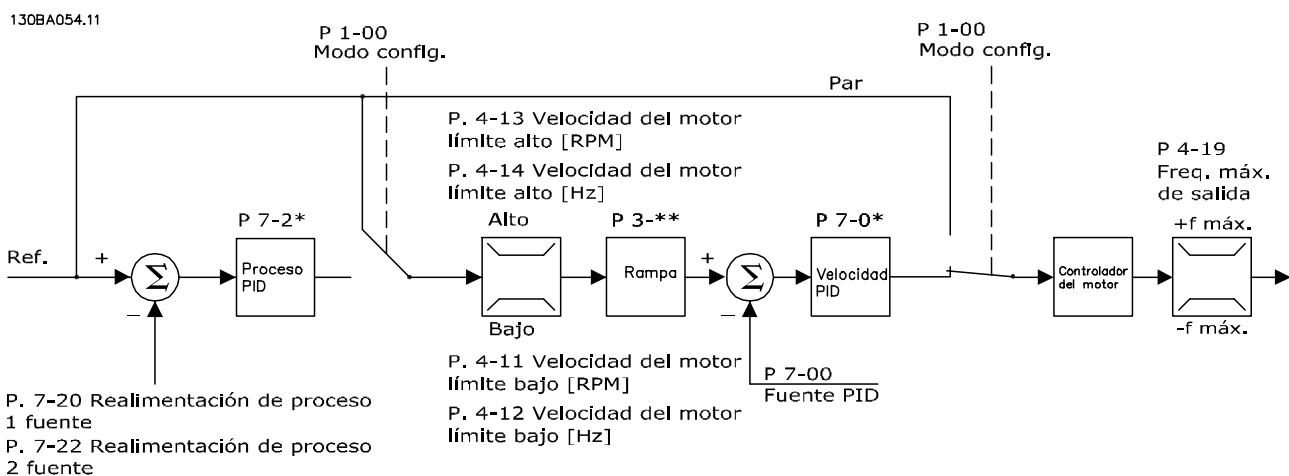 130BA054.11
P 1-00
Modo config.
P 1-00
Modo config.
Par
P. 4-13 Velocidad del motor
límite alto [RPM]
P. 4-14 Velocidad del motor
límite alto [Hz]
P 4-19
Freq. máx.
de salida
P 7-2*
Alto
P 3-**
P 7-0*
+f máx.
Ref.
+
Σ
Proceso
PID
Rampa
+
Σ
Velocidad
PID
Controlador
del motor
−
Bajo
−
-f máx.
P. 4-11 Velocidad del motor
límite bajo [RPM]
P. 4-12 Velocidad del motor
límite bajo [Hz]
P 7-00
Fuente PID
P. 7-20 Realimentación de proceso
1 fuente
P. 7-22 Realimentación de proceso
2 fuente